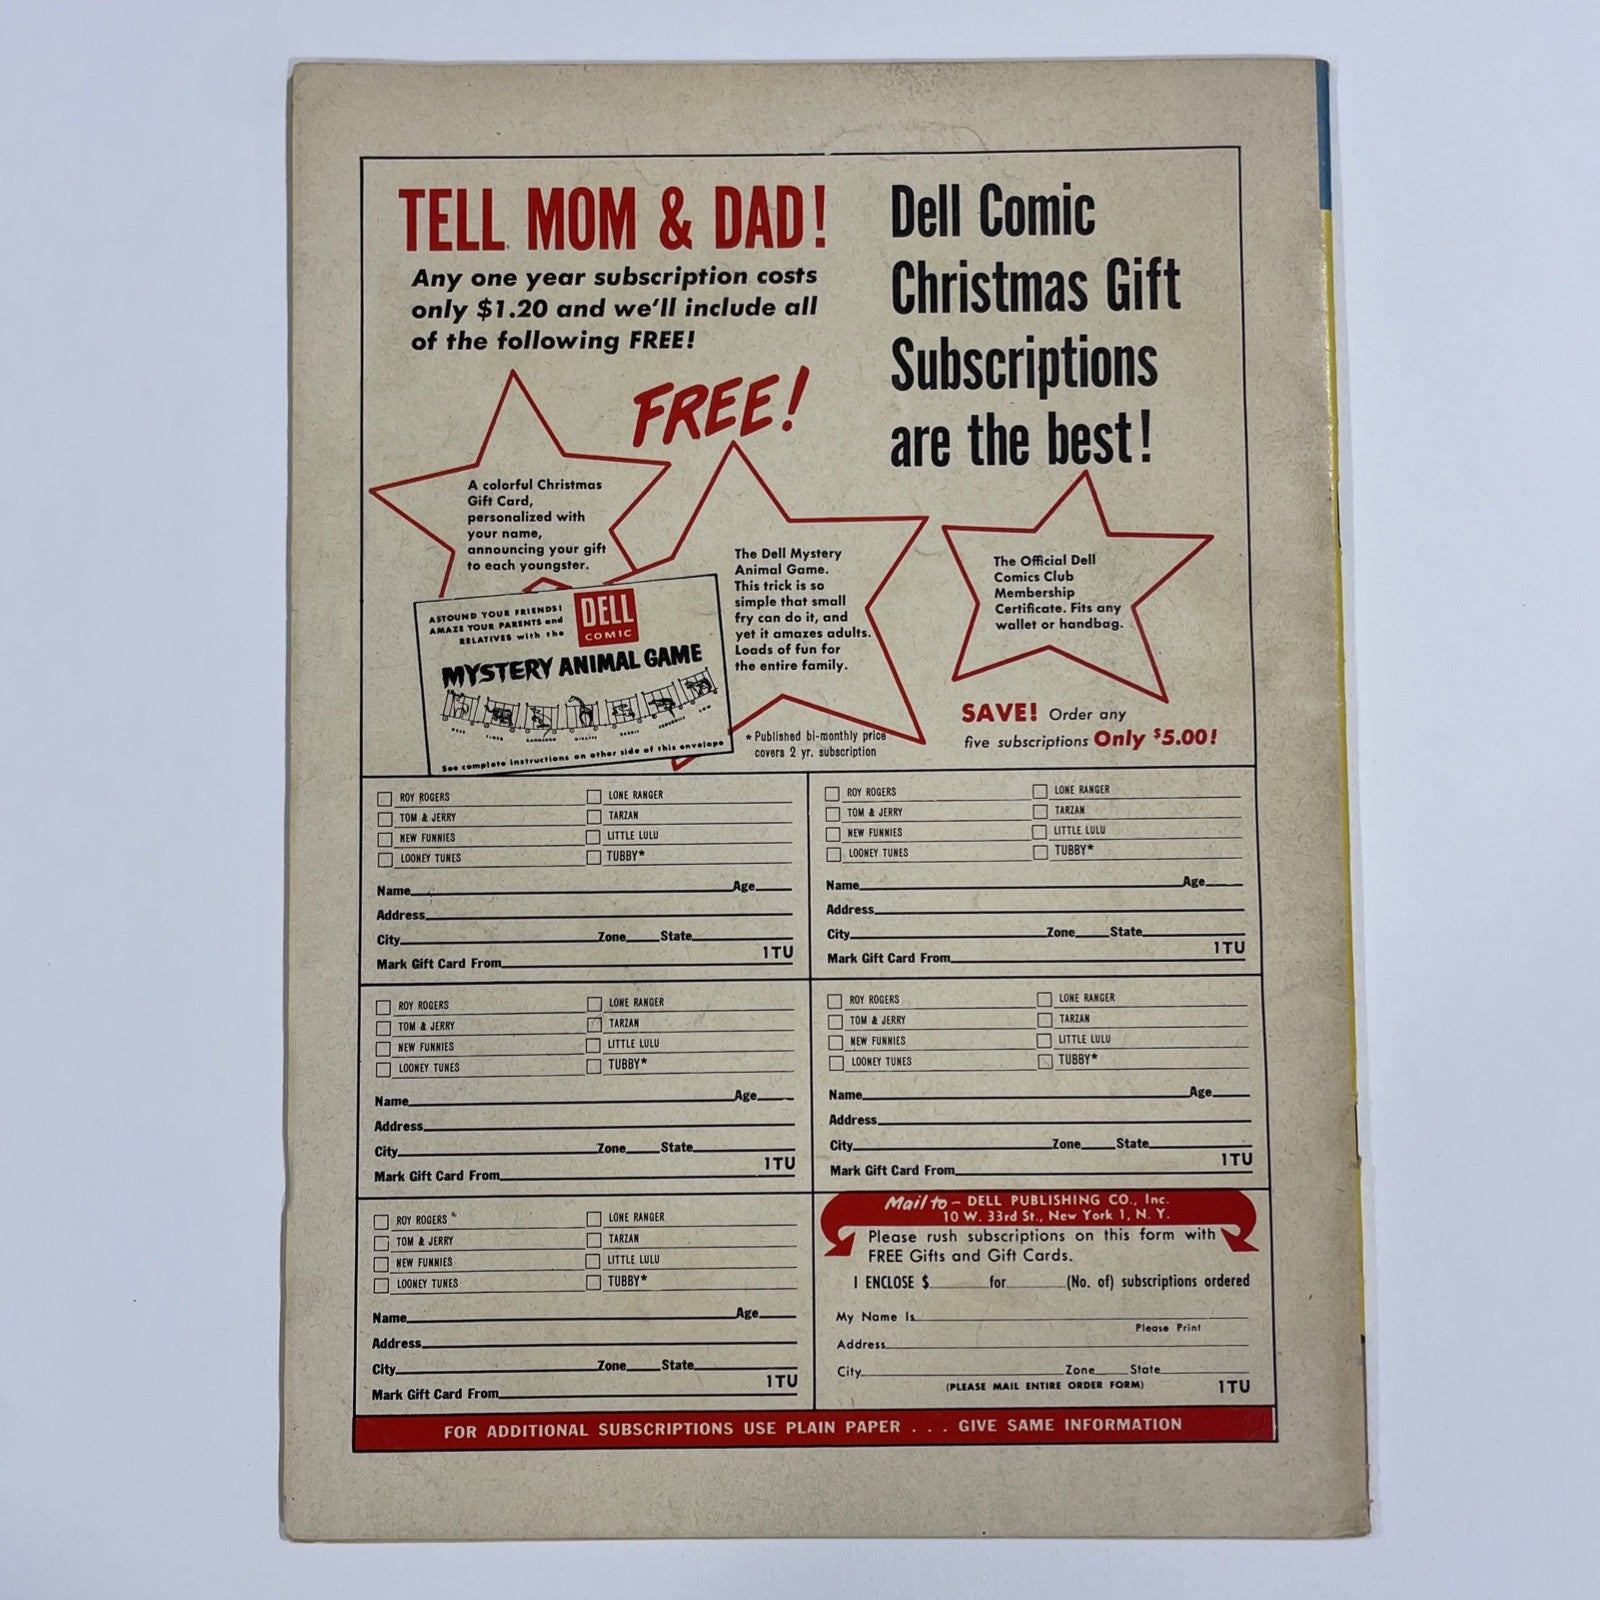 TELL MOM & DAD!
Any one year subscription costs
only $1.20 and we'll include all
of the following FREE!
Dell Comic
Christmas Gift
Subscriptions
are the best!
FREE!
A colorful Christmas
Gift Card,
personalized with
your name,
announcing your gift
to each youngster.
ASTOUND YOUR FRIENDS!
AMAZE YOUR PARENTS and
RELATIVES with the
DELL
COMIC
MYSTERY ANIMAL GAME
DEER TIGER KANGAROO GIRAFFE RABBIT CROCODILE COW
See complete instructions on other side of this envelope
The Dell Mystery
Animal Game.
This trick is so
simple that small
fry can do it, and
yet it amazes adults.
Loads of fun for
the entire family.
*Published bi-monthly price
covers 2 yr. subscription
The Official Dell
Comics Club
Membership
Certificate. Fits any
wallet or handbag.
SAVE! Order any
five subscriptions Only $5.00!
ROY ROGERS LONE RANGER
TOM & JERRY TARZAN
NEW FUNNIES LITTLE LULU
LOONEY TUNES TUBBY*
Name Age
Address
City Zone State
1TU
Mark Gift Card From
ROY ROGERS LONE RANGER
TOM & JERRY TARZAN
NEW FUNNIES LITTLE LULU
LOONEY TUNES TUBBY*
Name Age
Address
City Zone State
1TU
Mark Gift Card From
ROY ROGERS LONE RANGER
TOM & JERRY TARZAN
NEW FUNNIES LITTLE LULU
LOONEY TUNES TUBBY*
Name Age
Address
City Zone State
1TU
Mark Gift Card From
ROY ROGERS LONE RANGER
TOM & JERRY TARZAN
NEW FUNNIES LITTLE LULU
LOONEY TUNES TUBBY*
Name Age
Address
City Zone State
1TU
Mark Gift Card From
ROY ROGERS LONE RANGER
TOM & JERRY TARZAN
NEW FUNNIES LITTLE LULU
LOONEY TUNES TUBBY*
Name Age
Address
City Zone State
1TU
Mark Gift Card From
Mail to – DELL PUBLISHING CO., Inc.
10 W. 33rd St., New York 1, N. Y.
Please rush subscriptions on this form with
FREE Gifts and Gift Cards.
I ENCLOSE $ for (No. of) subscriptions ordered
My Name Is
Please Print
Address
City Zone State
(PLEASE MAIL ENTIRE ORDER FORM) 1TU
FOR ADDITIONAL SUBSCRIPTIONS USE PLAIN PAPER . . . GIVE SAME INFORMATION